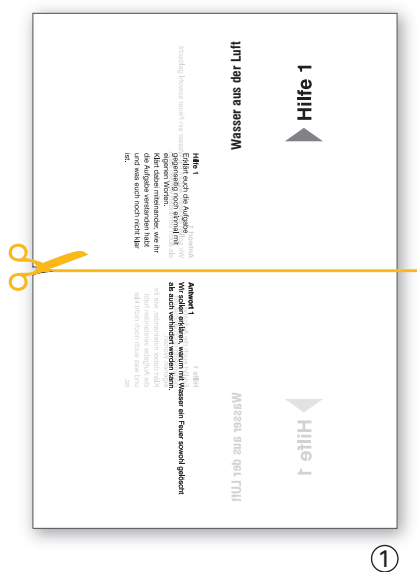 Hilfe 1
Wasser aus der Luft
Hilfe 1
Erklärt euch die Aufgabe
gegenseitig noch einmal mit
eigenen Worten.
Klärt dabei miteinander, wie ihr
die Aufgabe verstanden habt
und was euch noch nicht klar
ist.
Antwort 1
Wir sollen erklären, warum mit Wasser ein Feuer sowohl gelöscht
als auch verhindert werden kann.
Hilfe 1
Wasser aus der Luft
1